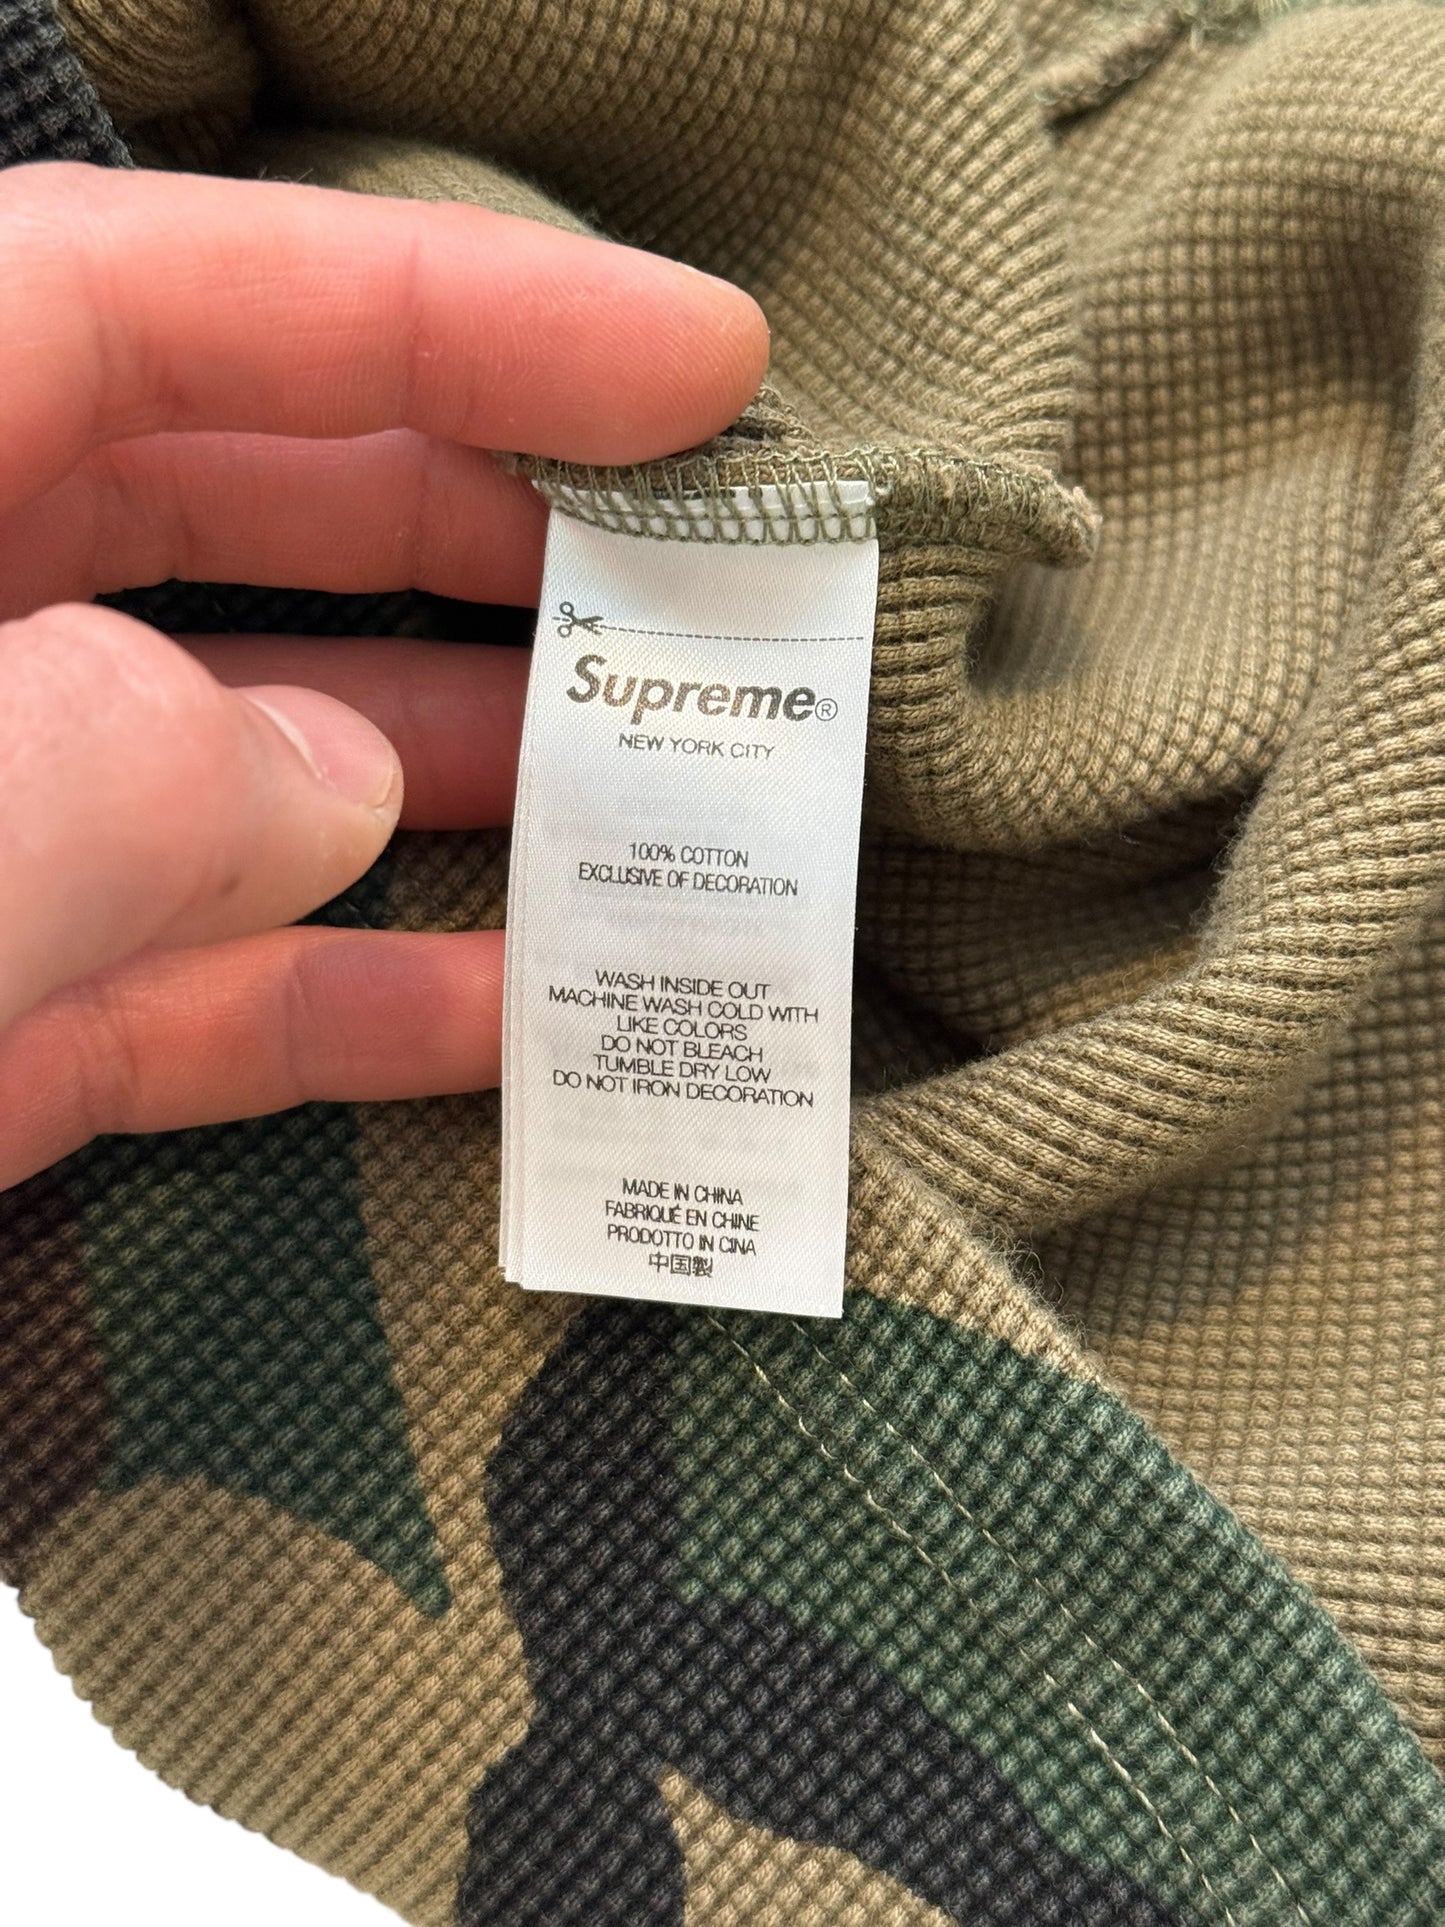 Supreme®
NEW YORK CITY
100% COTTON
EXCLUSIVE OF DECORATION
WASH INSIDE OUT
MACHINE WASH COLD WITH
LIKE COLORS
DO NOT BLEACH
TUMBLE DRY LOW
DO NOT IRON DECORATION
MADE IN CHINA
FABRIQUÉ EN CHINE
PRODOTTO IN CINA
中国製